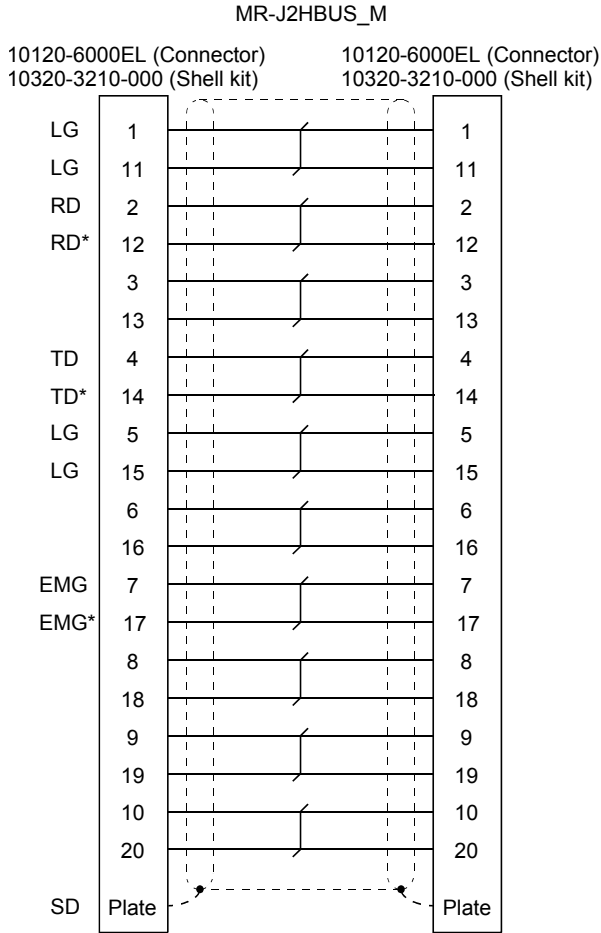 MR-J2HBUS_M
10120-6000EL (Connector) 10120-6000EL (Connector)
10320-3210-000 (Shell kit) 10320-3210-000 (Shell kit)
LG 1 1
LG 11 11
RD 2 2
RD* 12 12
3 3
13 13
TD 4 4
TD* 14 14
LG 5 5
LG 15 15
6 6
16 16
EMG 7 7
EMG* 17 17
8 8
18 18
9 9
19 19
10 10
20 20
SD Plate Plate